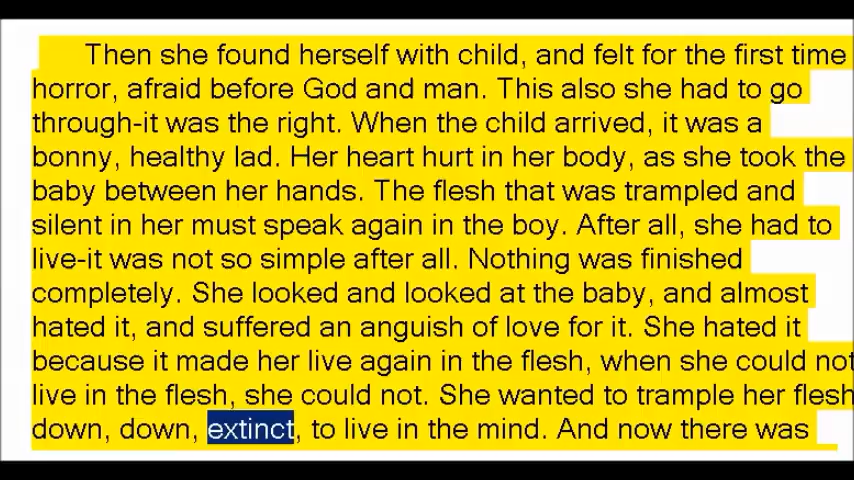 Then she found herself with child, and felt for the first time
horror, afraid before God and man. This also she had to go
through-it was the right. When the child arrived, it was a
bonny, healthy lad. Her heart hurt in her body, as she took the
baby between her hands. The flesh that was trampled and
silent in her must speak again in the boy. After all, she had to
live-it was not so simple after all. Nothing was finished
completely. She looked and looked at the baby, and almost
hated it, and suffered an anguish of love for it. She hated it
because it made her live again in the flesh, when she could not
live in the flesh, she could not. She wanted to trample her flesh
down, down, extinct, to live in the mind. And now there was